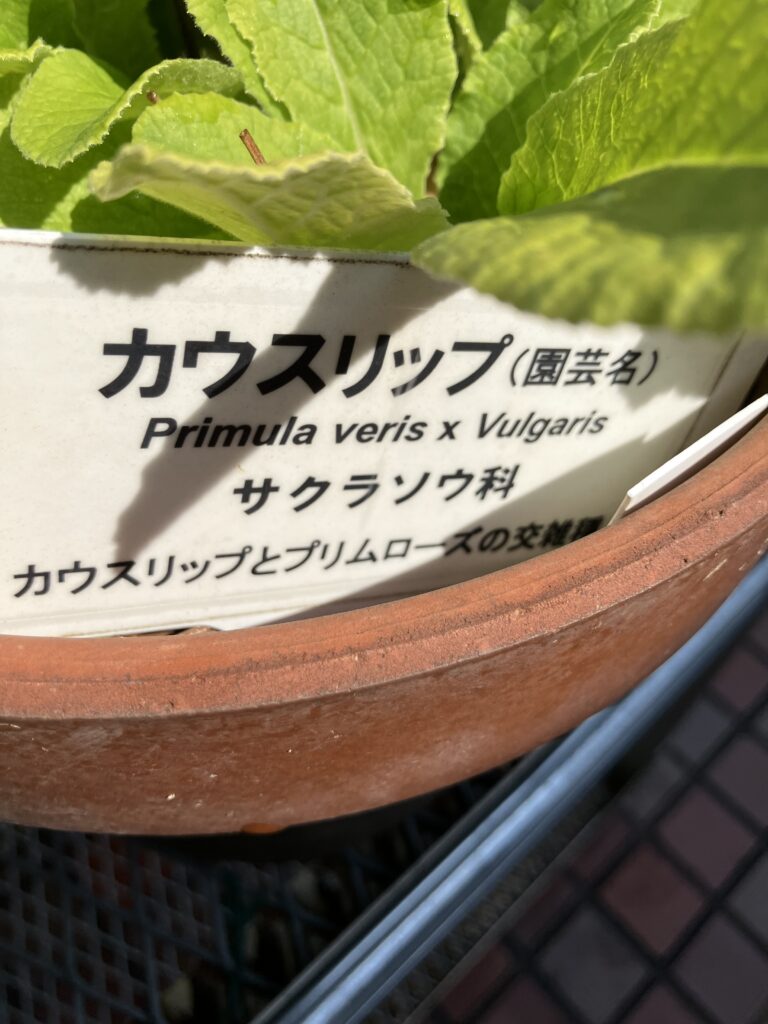 カウスリップ(園芸名)
Primula veris x Vulgaris
サクラソウ科
カウスリップとプリムローズの交雑種